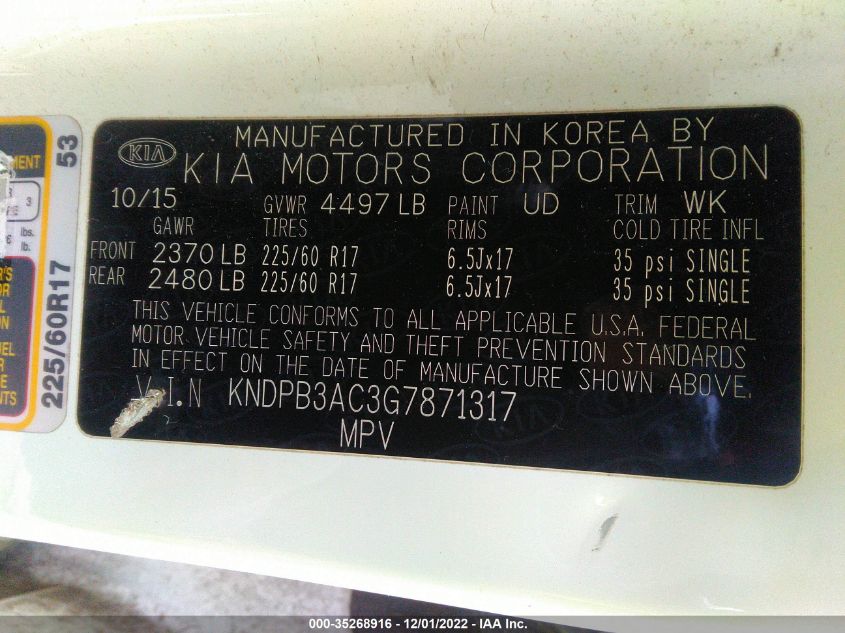 MENT
53
3
lbs.
lb.
225/60R17
KIA
MANUFACTURED IN KOREA BY
KIA MOTORS CORPORATION
10/15 GVWR 4497 LB PAINT UD TRIM WK
GAWR TIRES RIMS COLD TIRE INFL
FRONT 2370 LB 225/60 R17 6.5Jx17 35 psi SINGLE
REAR 2480 LB 225/60 R17 6.5Jx17 35 psi SINGLE
THIS VEHICLE CONFORMS TO ALL APPLICABLE U.S.A. FEDERAL
MOTOR VEHICLE SAFETY AND THEFT PREVENTION STANDARDS
IN EFFECT ON THE DATE OF MANUFACTURE SHOWN ABOVE.
V.I.N KNDPB3AC3G7871317
MPV
000-35268916 - 12/01/2022 - IAA Inc.